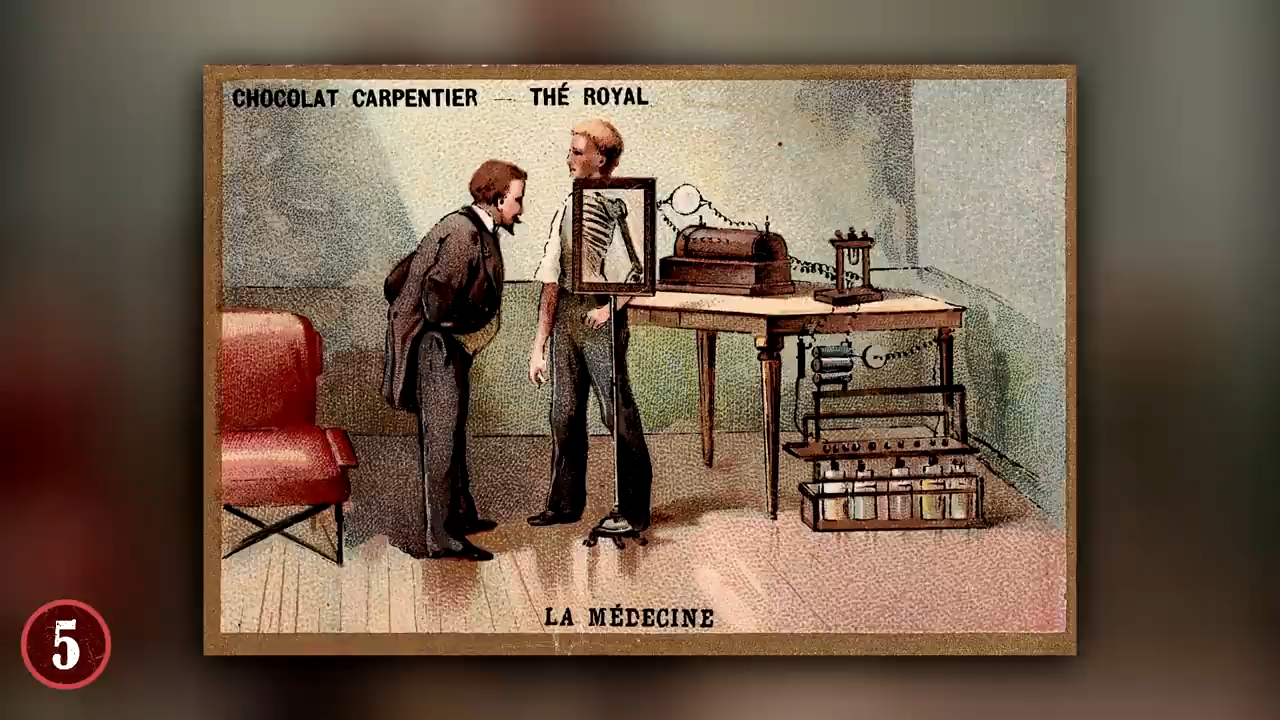 CHOCOLAT CARPENTIER — THÉ ROYAL
LA MÉDECINE
5